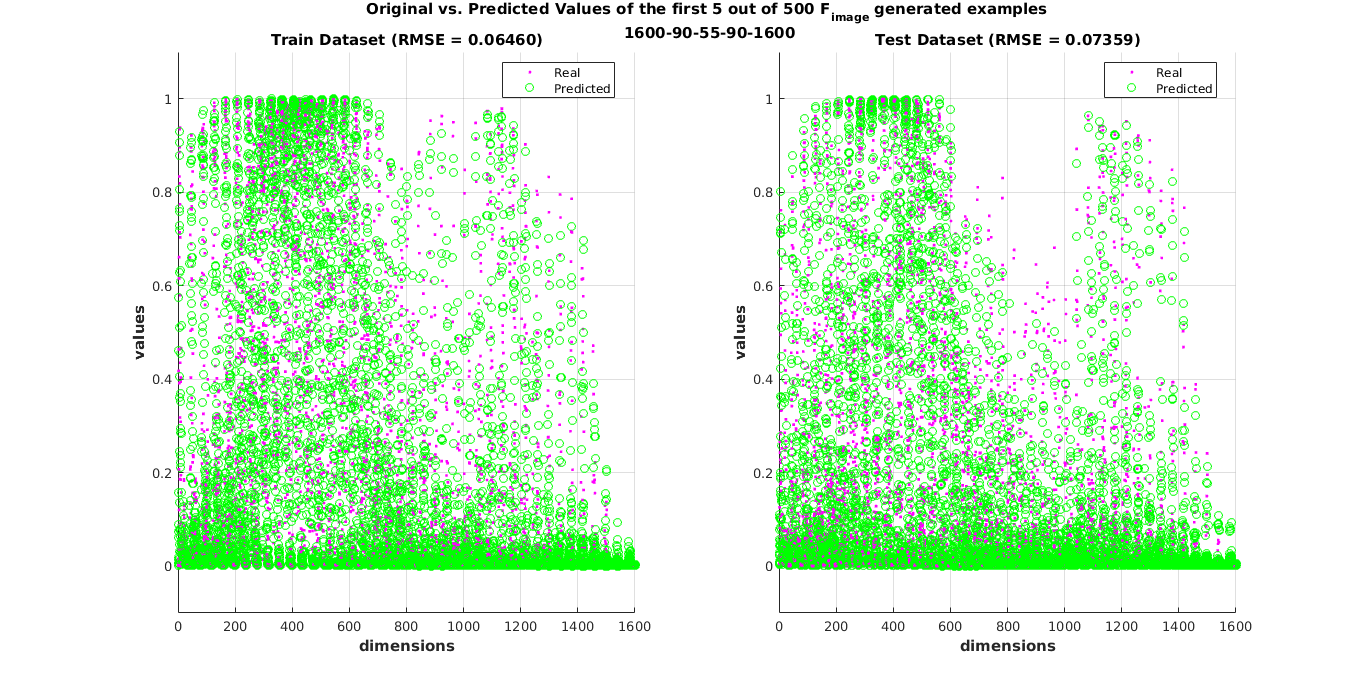 Original vs. Predicted Values of the first 5 out of 500 F_image generated examples
1600-90-55-90-1600
Train Dataset (RMSE = 0.06460)
Real
Predicted
1
0.8
0.6
0.4
0.2
0
values
0 200 400 600 800 1000 1200 1400 1600
dimensions
Test Dataset (RMSE = 0.07359)
Real
Predicted
1
0.8
0.6
0.4
0.2
0
values
0 200 400 600 800 1000 1200 1400 1600
dimensions